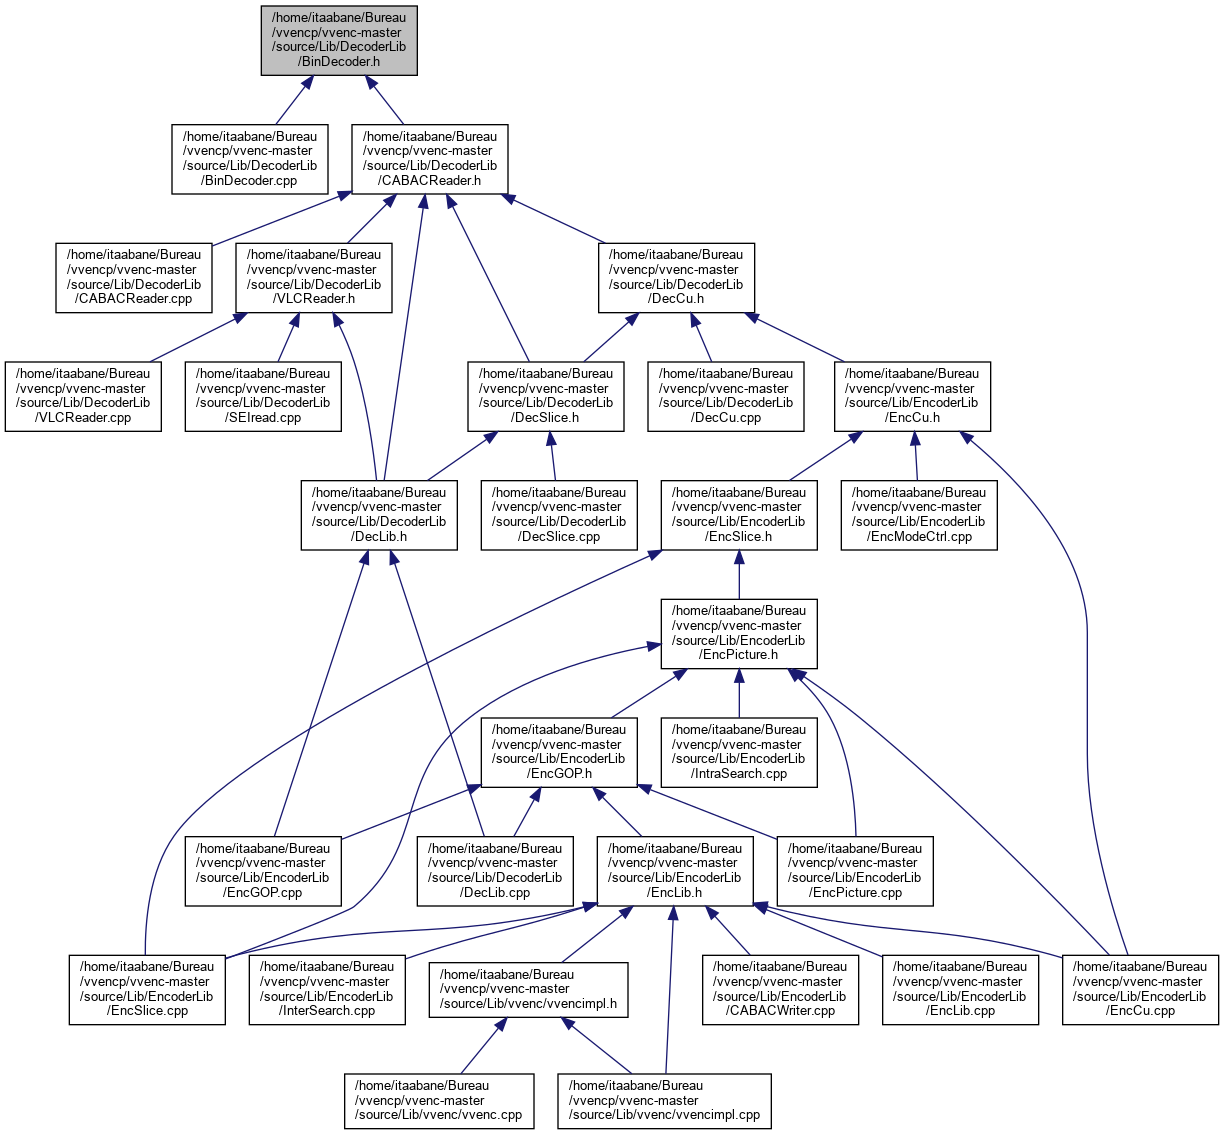 /home/itaabane/Bureau
/vvencp/vvenc-master
/source/Lib/DecoderLib
/BinDecoder.h
/home/itaabane/Bureau
/vvencp/vvenc-master
/source/Lib/DecoderLib
/BinDecoder.cpp
/home/itaabane/Bureau
/vvencp/vvenc-master
/source/Lib/DecoderLib
/CABACReader.h
/home/itaabane/Bureau
/vvencp/vvenc-master
/source/Lib/DecoderLib
/CABACReader.cpp
/home/itaabane/Bureau
/vvencp/vvenc-master
/source/Lib/DecoderLib
/VLCReader.h
/home/itaabane/Bureau
/vvencp/vvenc-master
/source/Lib/DecoderLib
/DecCu.h
/home/itaabane/Bureau
/vvencp/vvenc-master
/source/Lib/DecoderLib
/VLCReader.cpp
/home/itaabane/Bureau
/vvencp/vvenc-master
/source/Lib/DecoderLib
/SEIread.cpp
/home/itaabane/Bureau
/vvencp/vvenc-master
/source/Lib/DecoderLib
/DecSlice.h
/home/itaabane/Bureau
/vvencp/vvenc-master
/source/Lib/DecoderLib
/DecCu.cpp
/home/itaabane/Bureau
/vvencp/vvenc-master
/source/Lib/EncoderLib
/EncCu.h
/home/itaabane/Bureau
/vvencp/vvenc-master
/source/Lib/DecoderLib
/DecLib.h
/home/itaabane/Bureau
/vvencp/vvenc-master
/source/Lib/DecoderLib
/DecSlice.cpp
/home/itaabane/Bureau
/vvencp/vvenc-master
/source/Lib/EncoderLib
/EncSlice.h
/home/itaabane/Bureau
/vvencp/vvenc-master
/source/Lib/EncoderLib
/EncModeCtrl.cpp
/home/itaabane/Bureau
/vvencp/vvenc-master
/source/Lib/EncoderLib
/EncPicture.h
/home/itaabane/Bureau
/vvencp/vvenc-master
/source/Lib/EncoderLib
/EncGOP.h
/home/itaabane/Bureau
/vvencp/vvenc-master
/source/Lib/EncoderLib
/IntraSearch.cpp
/home/itaabane/Bureau
/vvencp/vvenc-master
/source/Lib/EncoderLib
/EncGOP.cpp
/home/itaabane/Bureau
/vvencp/vvenc-master
/source/Lib/DecoderLib
/DecLib.cpp
/home/itaabane/Bureau
/vvencp/vvenc-master
/source/Lib/EncoderLib
/EncLib.h
/home/itaabane/Bureau
/vvencp/vvenc-master
/source/Lib/EncoderLib
/EncPicture.cpp
/home/itaabane/Bureau
/vvencp/vvenc-master
/source/Lib/EncoderLib
/EncSlice.cpp
/home/itaabane/Bureau
/vvencp/vvenc-master
/source/Lib/EncoderLib
/InterSearch.cpp
/home/itaabane/Bureau
/vvencp/vvenc-master
/source/Lib/vvenc/vvencimpl.h
/home/itaabane/Bureau
/vvencp/vvenc-master
/source/Lib/EncoderLib
/CABACWriter.cpp
/home/itaabane/Bureau
/vvencp/vvenc-master
/source/Lib/EncoderLib
/EncLib.cpp
/home/itaabane/Bureau
/vvencp/vvenc-master
/source/Lib/EncoderLib
/EncCu.cpp
/home/itaabane/Bureau
/vvencp/vvenc-master
/source/Lib/vvenc/vvenc.cpp
/home/itaabane/Bureau
/vvencp/vvenc-master
/source/Lib/vvenc/vvencimpl.cpp